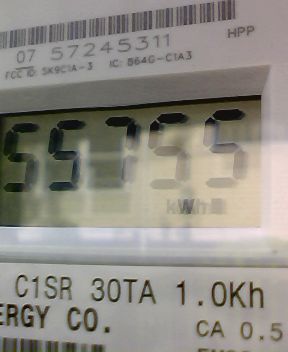 07 57245311
HPP
FCC ID: SK9C1A-3 IC: 864G-C1A3
55755
kWh
C1SR 30TA 1.0Kh
ERGY CO.
CA 0.5